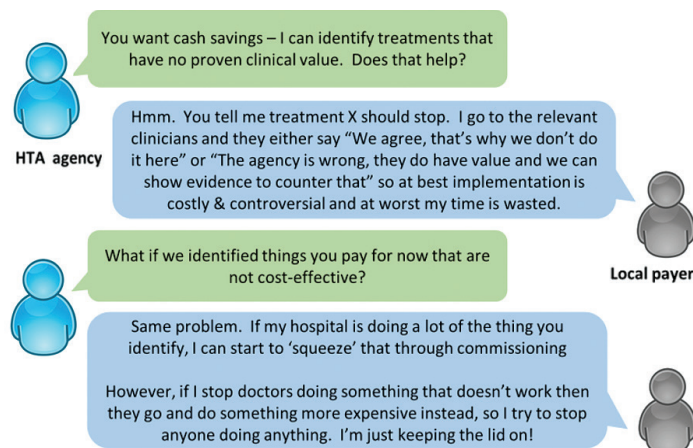 You want cash savings – I can identify treatments that
have no proven clinical value.  Does that help?
HTA agency
Hmm.  You tell me treatment X should stop.  I go to the relevant
clinicians and they either say “We agree, that’s why we don’t do
it here” or “The agency is wrong, they do have value and we can
show evidence to counter that” so at best implementation is
costly & controversial and at worst my time is wasted.
Local payer
What if we identified things you pay for now that are
not cost-effective?
Same problem.  If my hospital is doing a lot of the thing you
identify, I can start to ‘squeeze’ that through commissioning
However, if I stop doctors doing something that doesn’t work then
they go and do something more expensive instead, so I try to stop
anyone doing anything.  I’m just keeping the lid on!